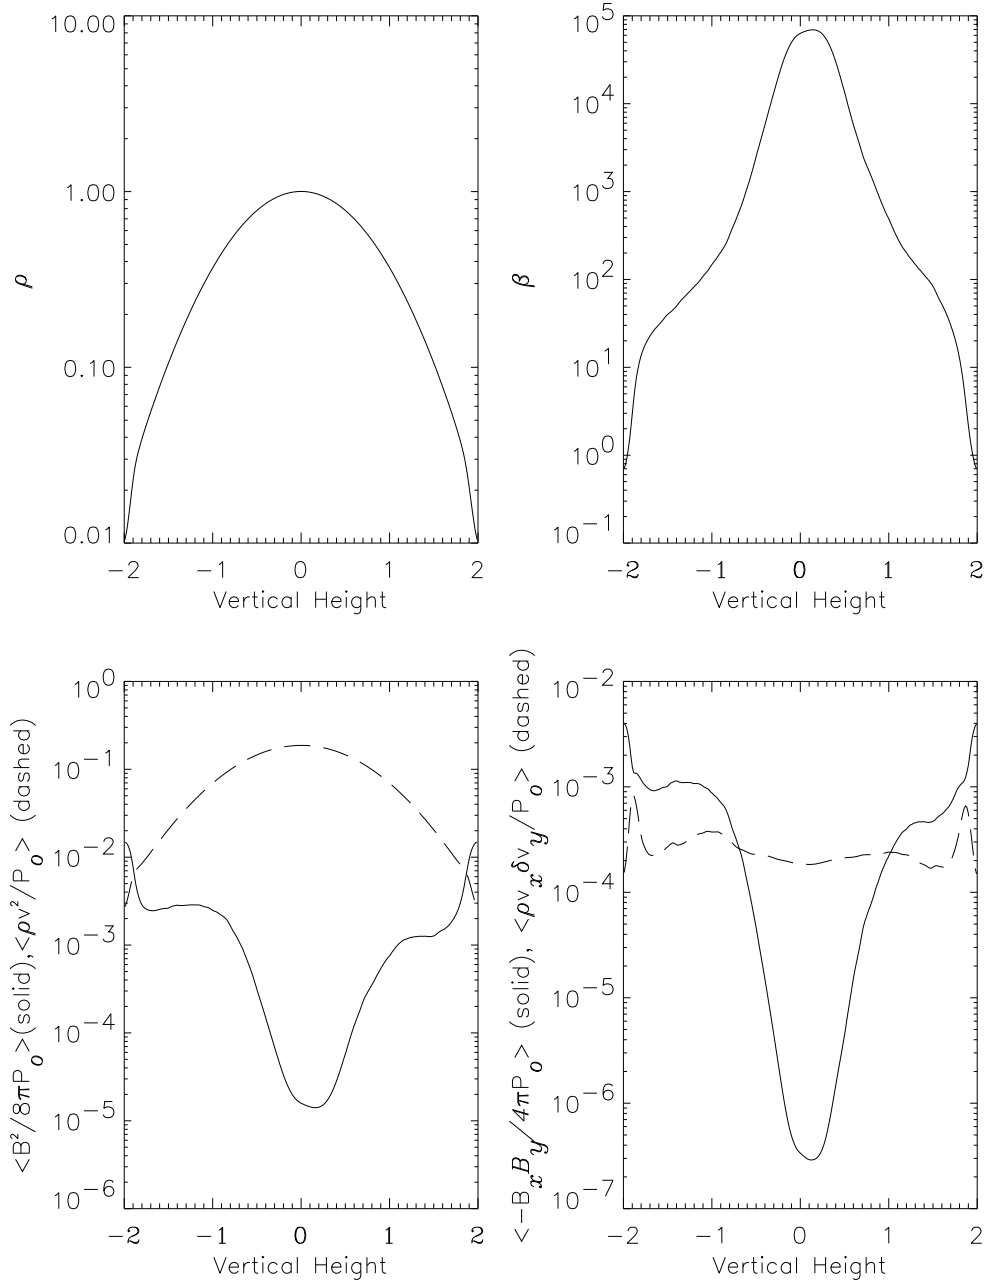 10.00
1.00
0.10
0.01
ρ
-2 -1 0 1 2
Vertical Height
10^5
10^4
10^3
10^2
10^1
10^0
10^-1
β
-2 -1 0 1 2
Vertical Height
10^0
10^-1
10^-2
10^-3
10^-4
10^-5
10^-6
<B²/8πP_o>(solid),<ρv²/P_o> (dashed)
-2 -1 0 1 2
Vertical Height
10^-2
10^-3
10^-4
10^-5
10^-6
10^-7
<-B_xB_y/4πP_o> (solid), <ρv_xδv_y/P_o> (dashed)
-2 -1 0 1 2
Vertical Height